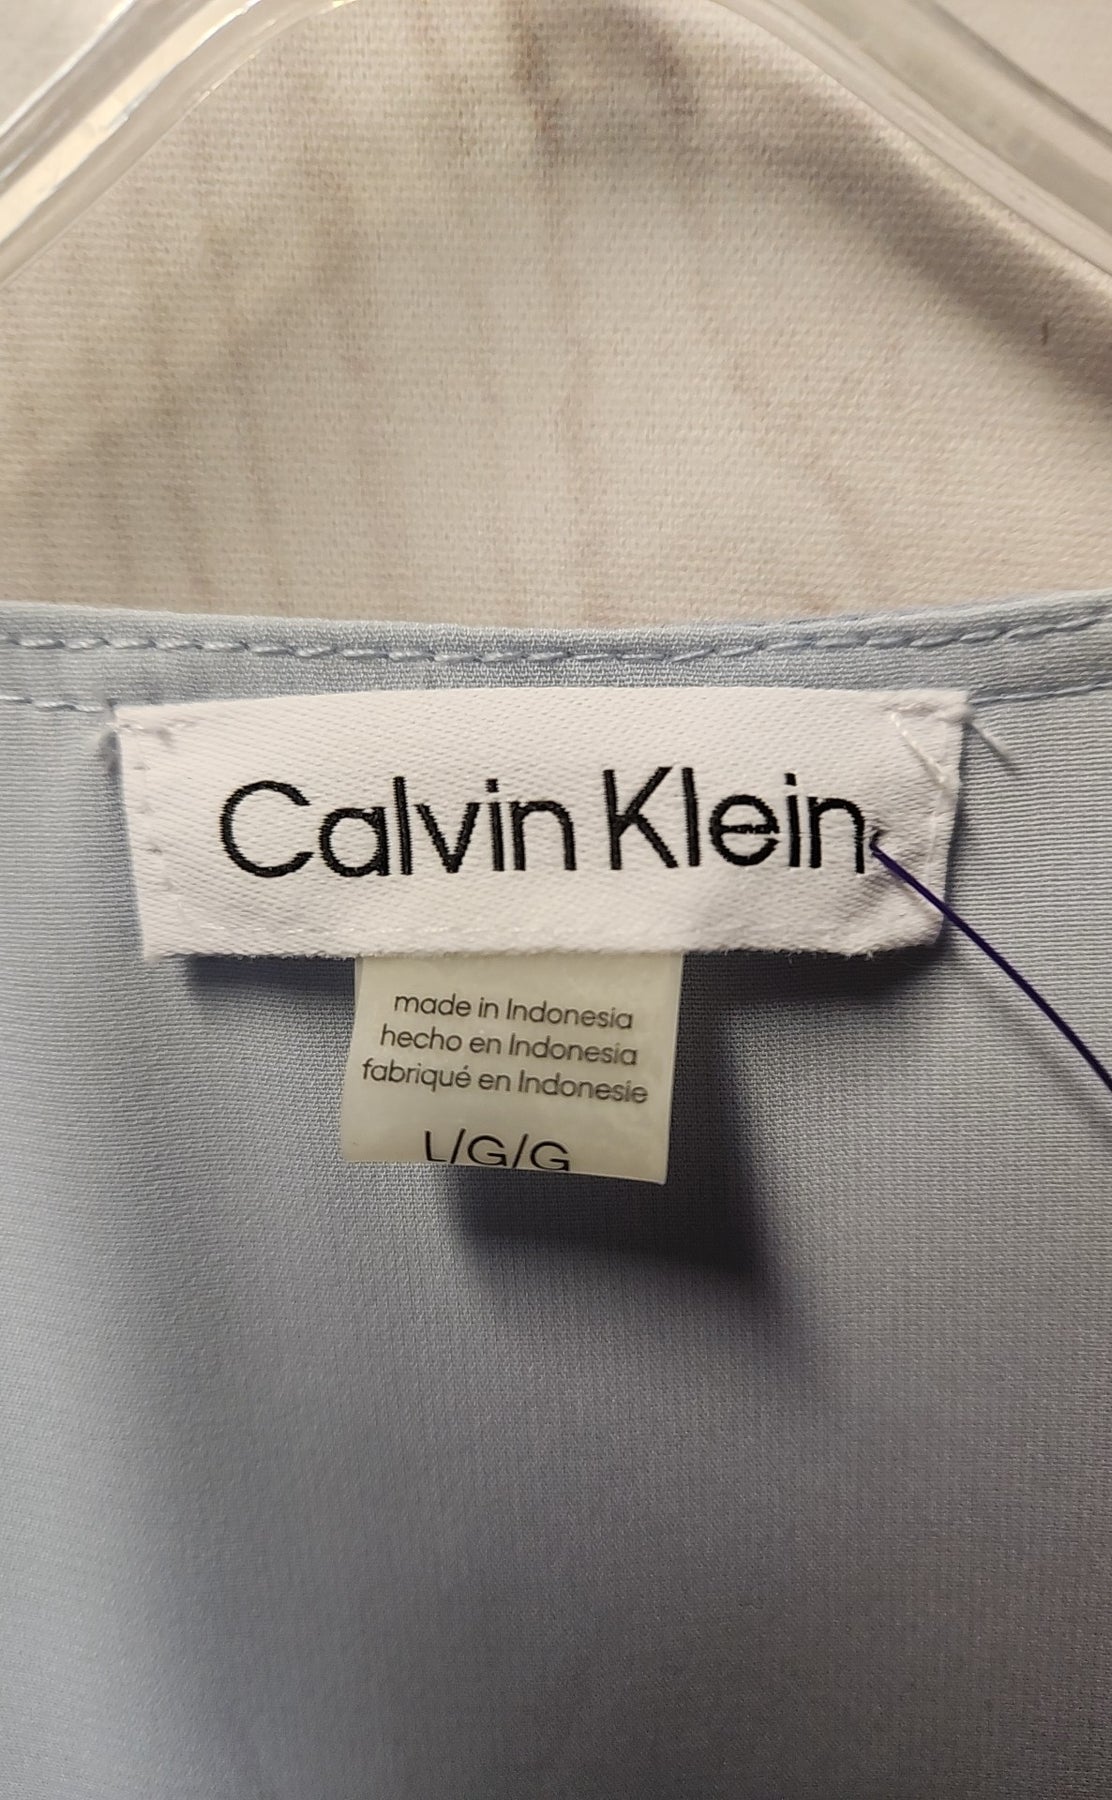 Calvin Klein
made in Indonesia
hecho en Indonesia
fabriqué en Indonesie
L/G/G